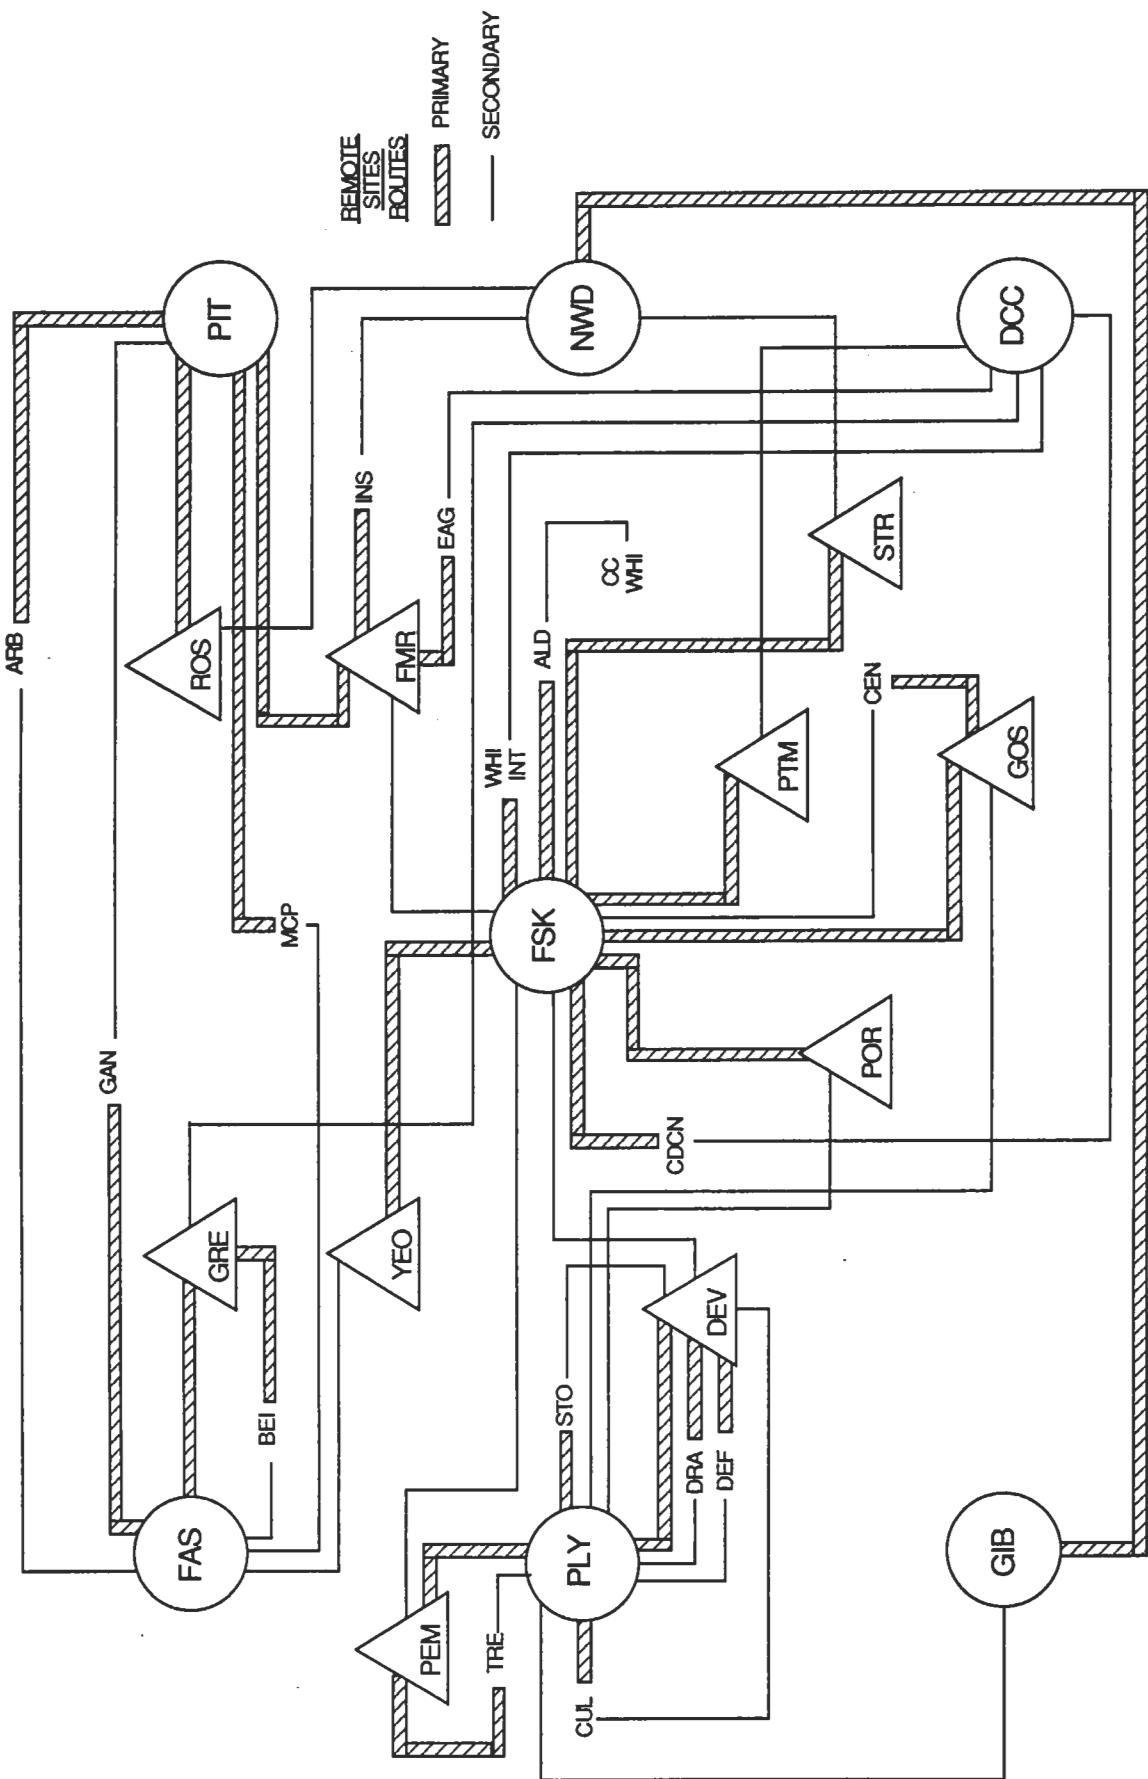 REMOTE
SITES
ROUTES
PRIMARY
SECONDARY
FAS
PLY
GIB
FSK
PIT
NWD
DCC
ARB
GAN
GRE
BEI
MCP
ROS
YEO
FMR
INS
EAG
PEM
TRE
CUL
STO
DRA
DEF
DEV
WHI
INT
ALD
CC
WHI
PTM
STR
CEN
GOS
POR
CDCN